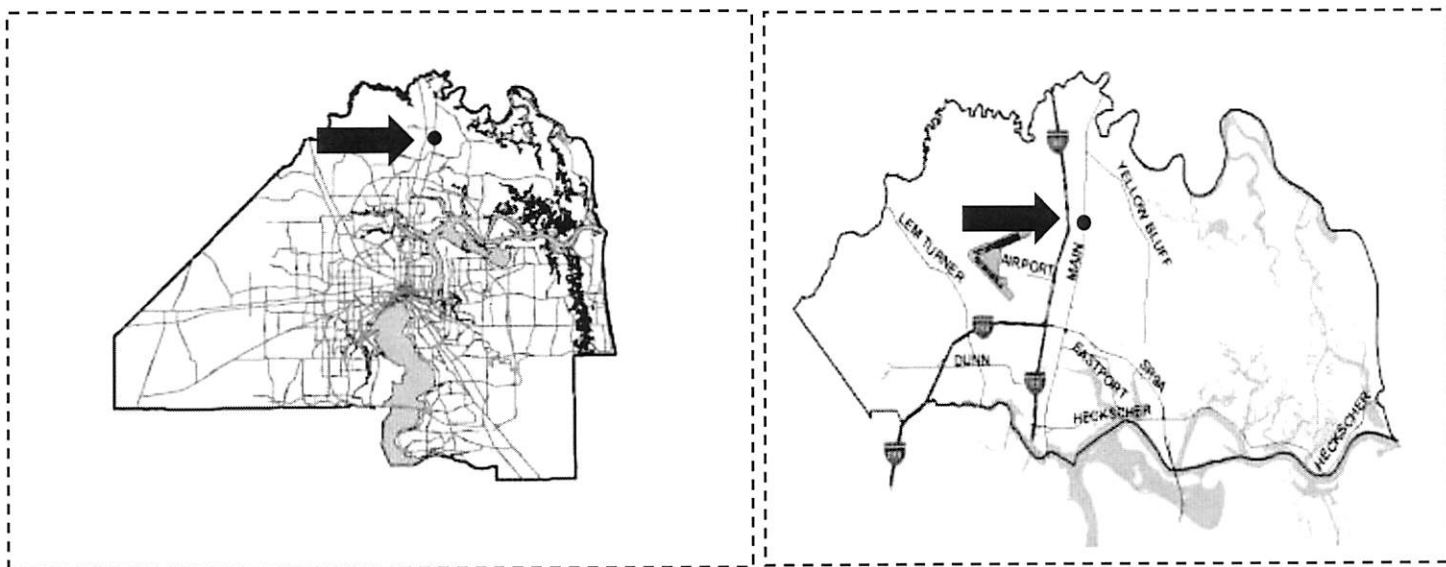 YELLOW BLUFF
LEM TURNER
AIRPORT
MAIN
DUNN
EASTPORT
SR9A
HECKSCHER
HECKSCHER